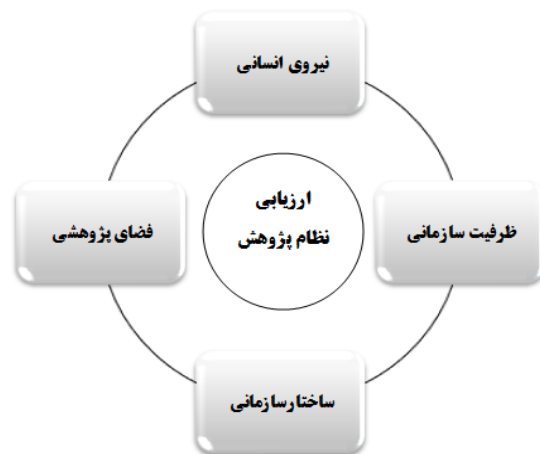 نیروی انسانی
ارزیابی
نظام پژوهش
ظرفیت سازمانی
فضای پژوهشی
ساختارسازمانی